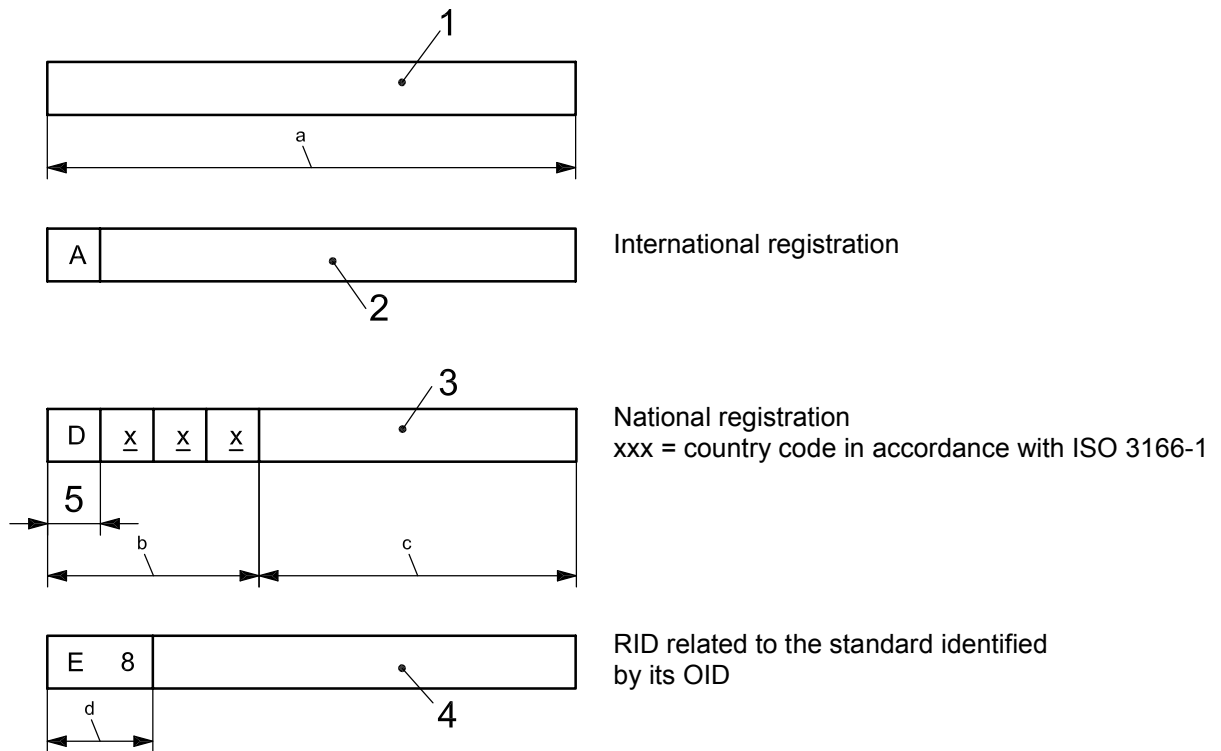 1
a
A
International registration
2
3
D x x x
National registration
xxx = country code in accordance with ISO 3166-1
5
b
c
E 8
RID related to the standard identified
by its OID
d
4